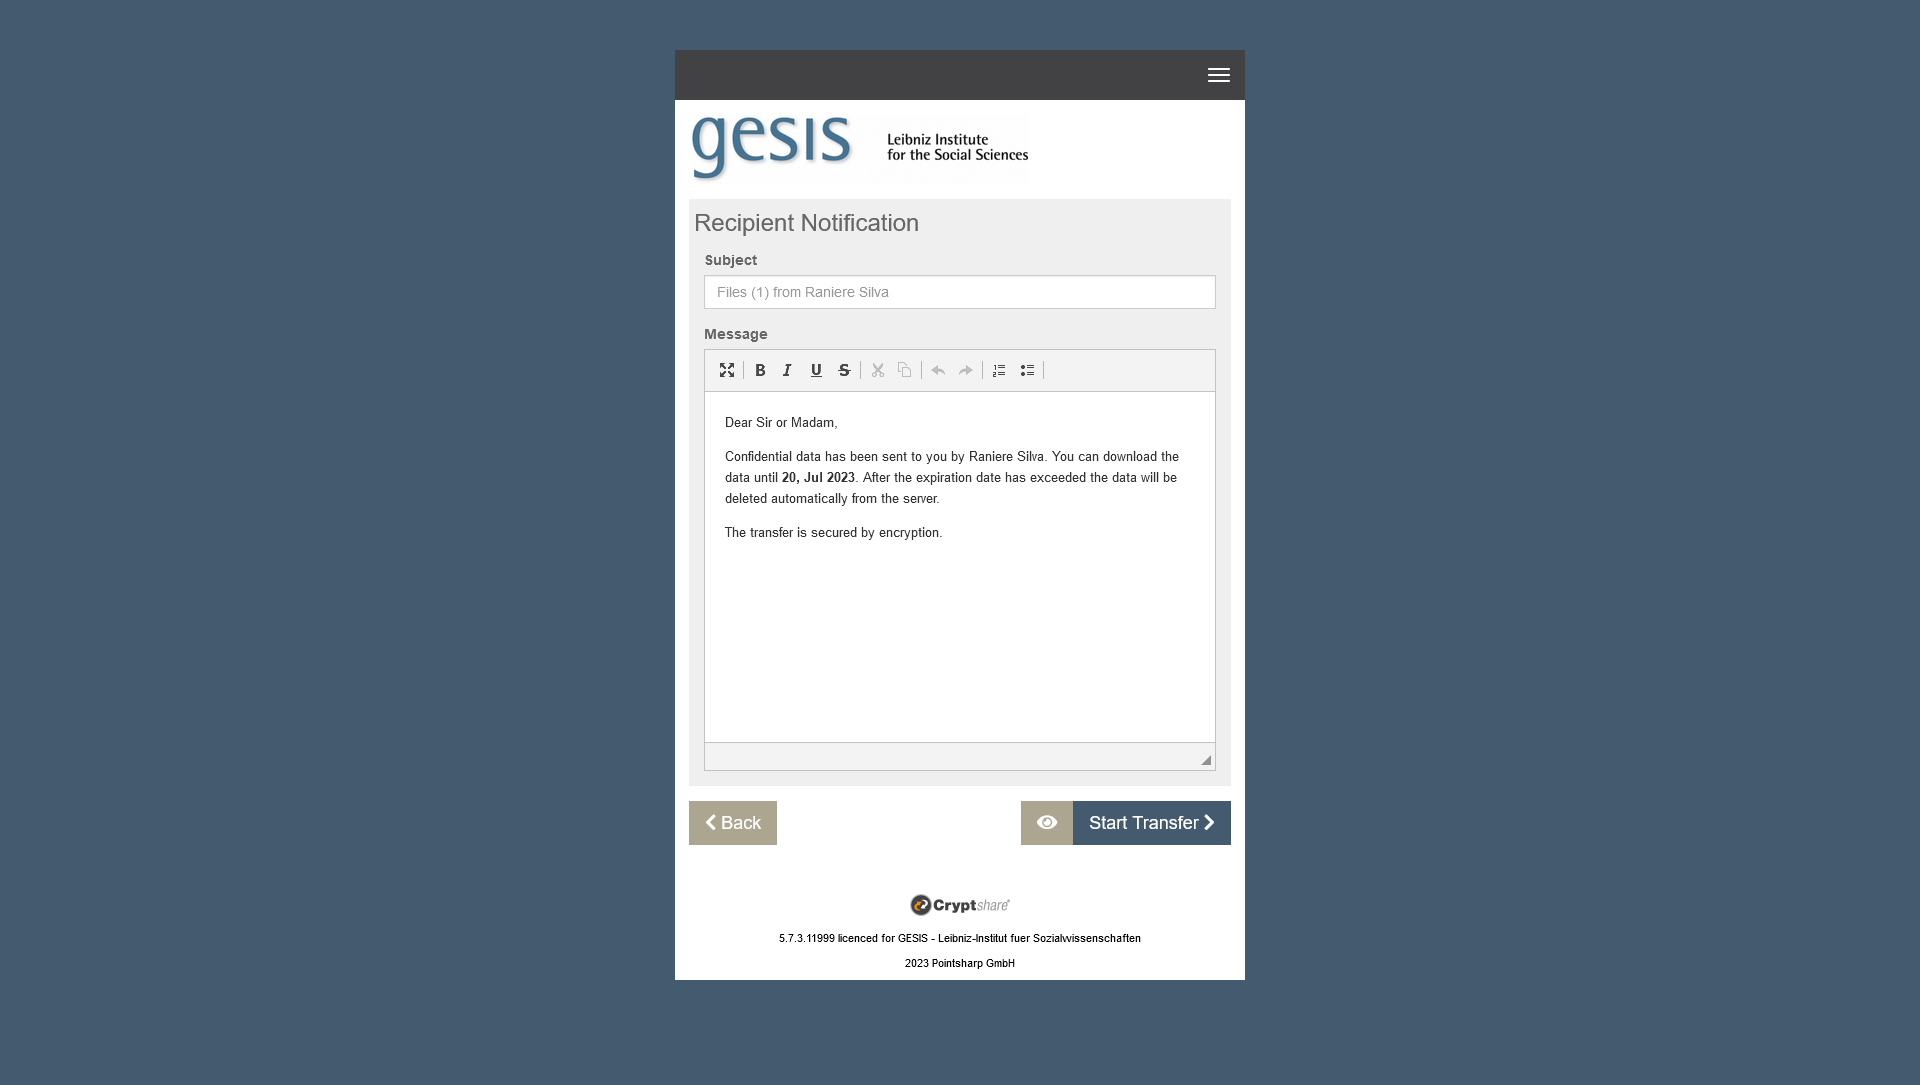 gesis
Leibniz Institute
for the Social Sciences
Recipient Notification
Subject
Files (1) from Raniere Silva
Message
B I U S
Dear Sir or Madam,
Confidential data has been sent to you by Raniere Silva. You can download the
data until 20, Jul 2023. After the expiration date has exceeded the data will be
deleted automatically from the server.
The transfer is secured by encryption.
Back
Start Transfer
Cryptshare
5.7.3.11999 licenced for GESIS - Leibniz-Institut fuer Sozialwissenschaften
2023 Pointsharp GmbH